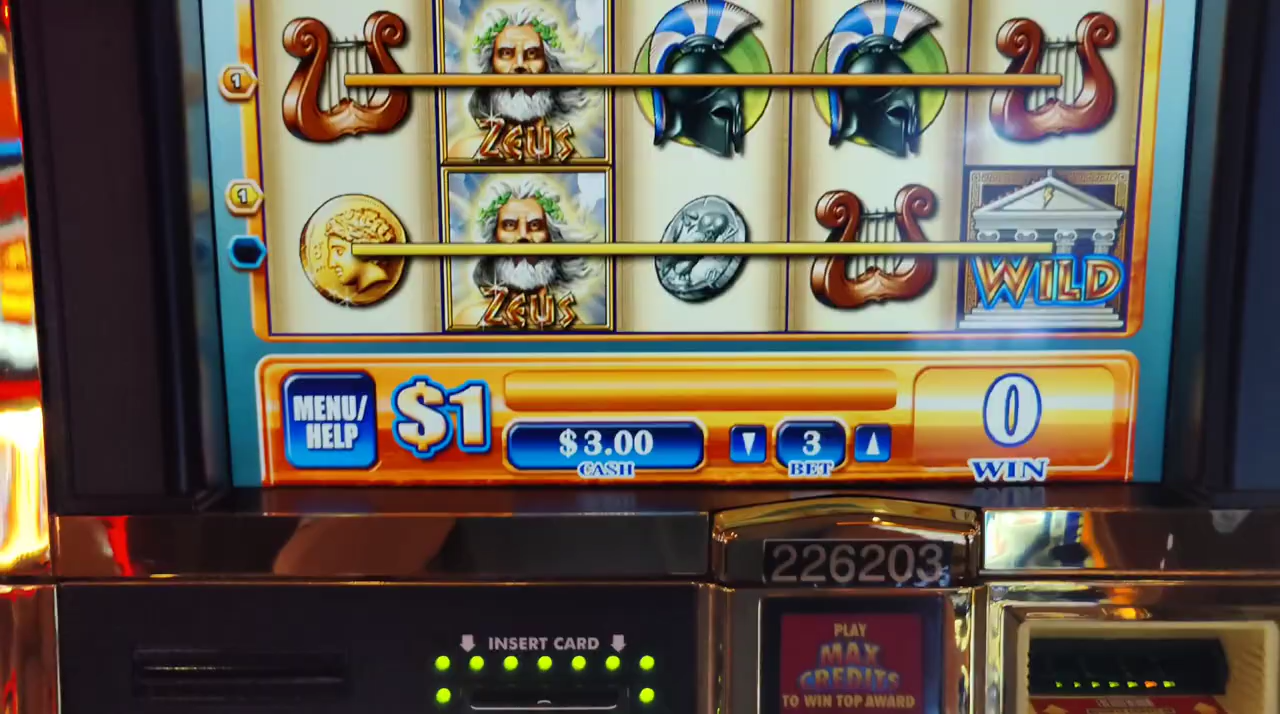 1
ZEUS
1
ZEUS
WILD
MENU/
HELP
$1
$3.00
CASH
3
BET
0
WIN
226203
INSERT CARD
PLAY
MAX
CREDITS
TO WIN TOP AWARD